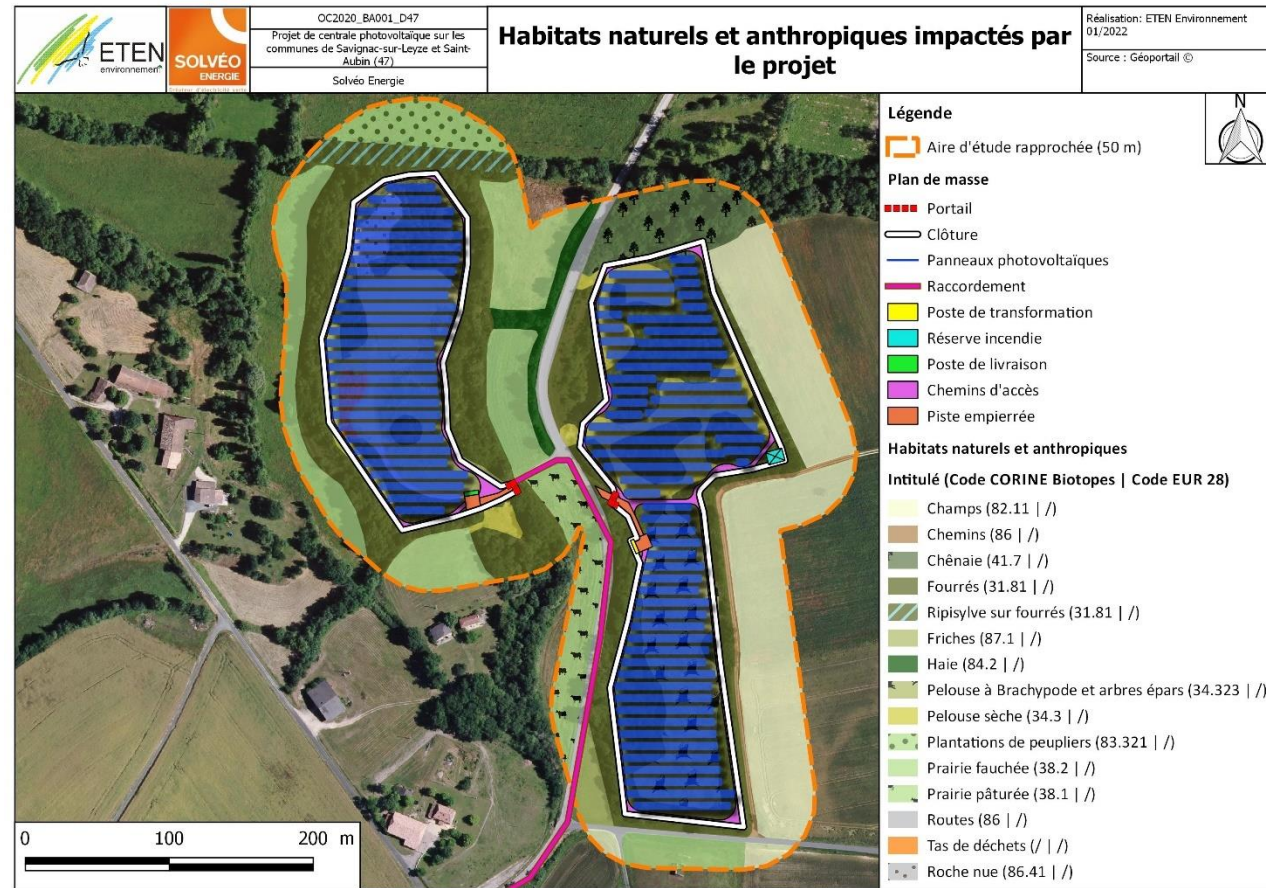 ETEN
environnement
SOLVÉO
ENERGIE
Créateur d'électricité verte
OC2020_BA001_D47
Projet de centrale photovoltaïque sur les
communes de Savignac-sur-Leyze et Saint-
Aubin (47)
Solvéo Energie
Habitats naturels et anthropiques impactés par
le projet
Réalisation: ETEN Environnement
01/2022
Source : Géoportail ©
N
Légende
Aire d'étude rapprochée (50 m)
Plan de masse
Portail
Clôture
Panneaux photovoltaïques
Raccordement
Poste de transformation
Réserve incendie
Poste de livraison
Chemins d'accès
Piste empierrée
Habitats naturels et anthropiques
Intitulé (Code CORINE Biotopes | Code EUR 28)
Champs (82.11 | /)
Chemins (86 | /)
Chênaie (41.7 | /)
Fourrés (31.81 | /)
Ripisylve sur fourrés (31.81 | /)
Friches (87.1 | /)
Haie (84.2 | /)
Pelouse à Brachypode et arbres épars (34.323 | /)
Pelouse sèche (34.3 | /)
Plantations de peupliers (83.321 | /)
Prairie fauchée (38.2 | /)
Prairie pâturée (38.1 | /)
Routes (86 | /)
Tas de déchets (/ | /)
Roche nue (86.41 | /)
0 100 200 m